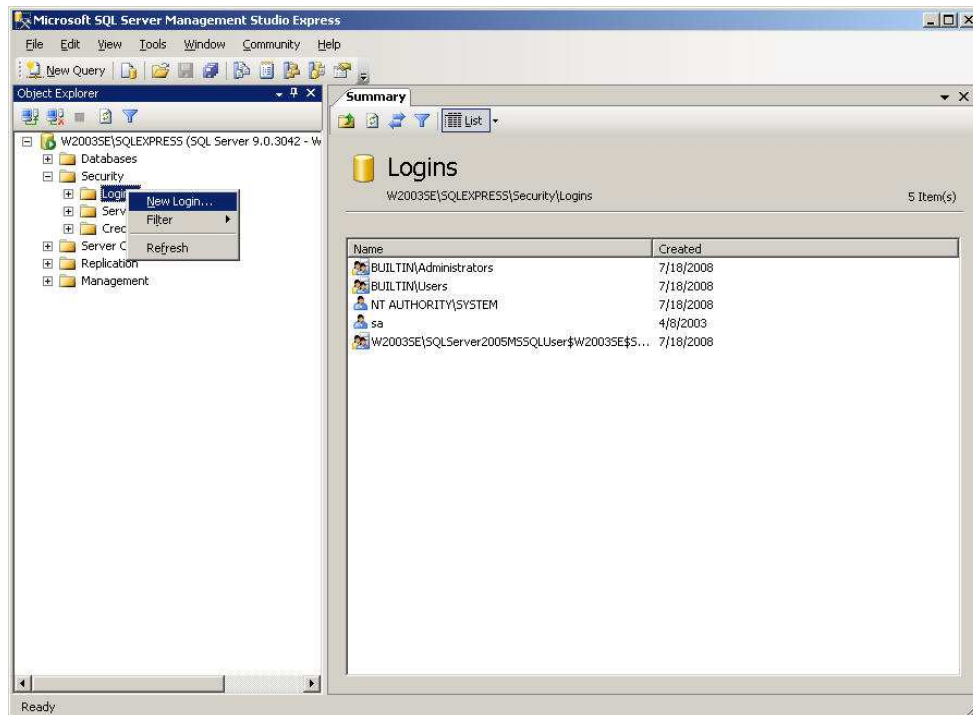 Microsoft SQL Server Management Studio Express
File Edit View Tools Window Community Help
New Query
Object Explorer
Summary
List
W2003SE\SQLEXPRESS (SQL Server 9.0.3042 - W
Databases
Security
Logins
New Login...
Serv
Filter
Cred
Server O
Refresh
Replication
Management
Logins
W2003SE\SQLEXPRESS\Security\Logins 5 Item(s)
Name Created
BUILTIN\Administrators 7/18/2008
BUILTIN\Users 7/18/2008
NT AUTHORITY\SYSTEM 7/18/2008
sa 4/8/2003
W2003SE\SQLServer2005MSSQLUser$W2003SE$S... 7/18/2008
Ready